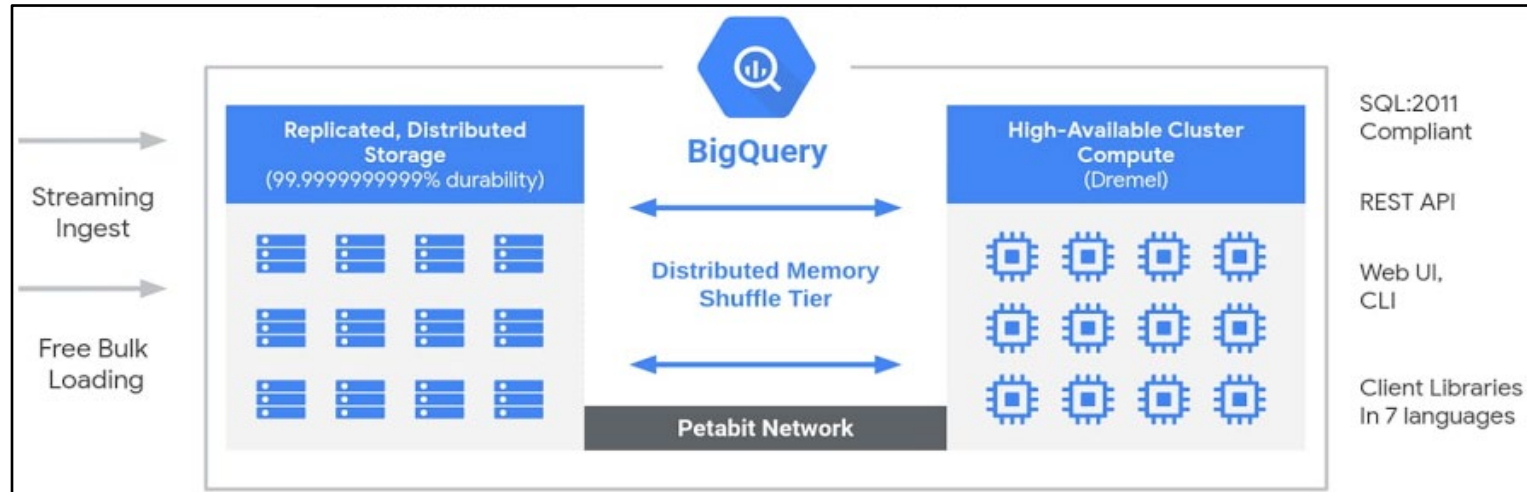 Streaming
Ingest
Free Bulk
Loading
Replicated, Distributed
Storage
(99.9999999999% durability)
BigQuery
Distributed Memory
Shuffle Tier
Petabit Network
High-Available Cluster
Compute
(Dremel)
SQL:2011
Compliant
REST API
Web UI,
CLI
Client Libraries
In 7 languages